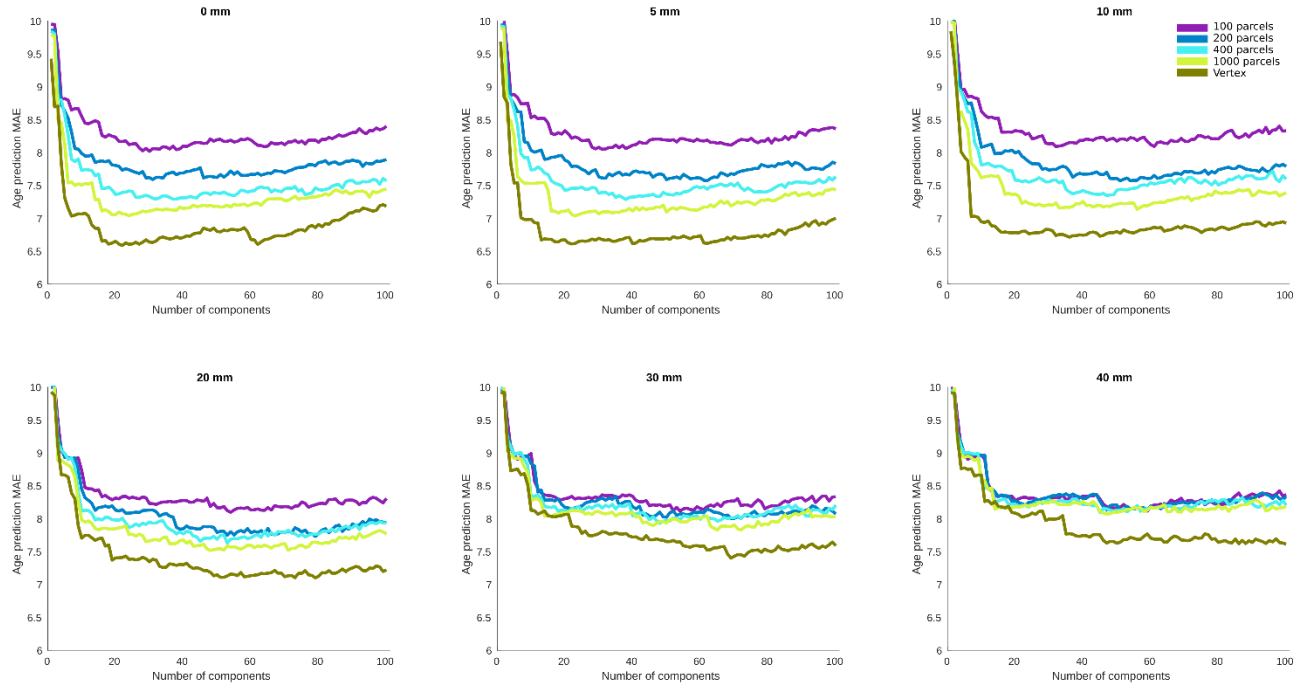 0 mm
10
9.5
9
8.5
8
7.5
7
6.5
6
Age prediction MAE
0 20 40 60 80 100
Number of components
5 mm
10
9.5
9
8.5
8
7.5
7
6.5
6
Age prediction MAE
0 20 40 60 80 100
Number of components
10 mm
100 parcels
200 parcels
400 parcels
1000 parcels
Vertex
10
9.5
9
8.5
8
7.5
7
6.5
6
Age prediction MAE
0 20 40 60 80 100
Number of components
20 mm
10
9.5
9
8.5
8
7.5
7
6.5
6
Age prediction MAE
0 20 40 60 80 100
Number of components
30 mm
10
9.5
9
8.5
8
7.5
7
6.5
6
Age prediction MAE
0 20 40 60 80 100
Number of components
40 mm
10
9.5
9
8.5
8
7.5
7
6.5
6
Age prediction MAE
0 20 40 60 80 100
Number of components